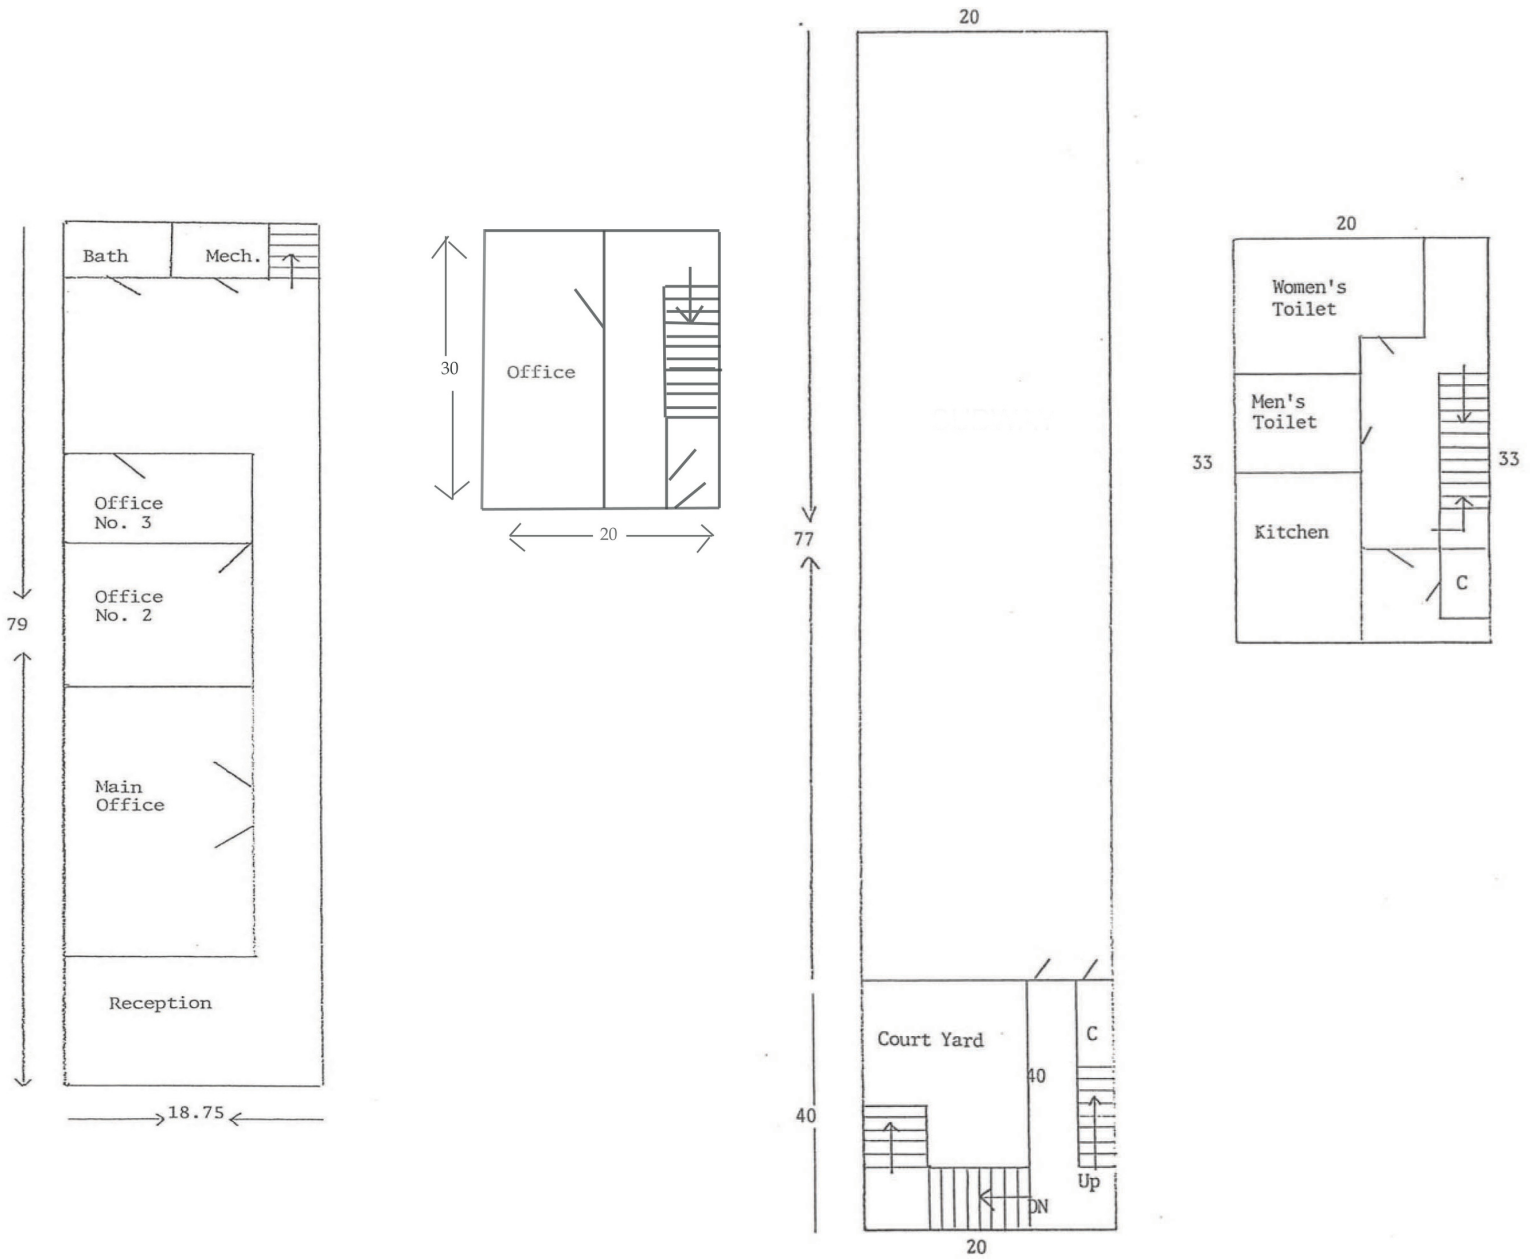 Bath
Mech.
Office
No. 3
Office
No. 2
79
Main
Office
Reception
18.75
30
Office
20
20
77
Court Yard
C
40
40
Up
DN
20
20
Women's
Toilet
Men's
Toilet
33
33
Kitchen
C